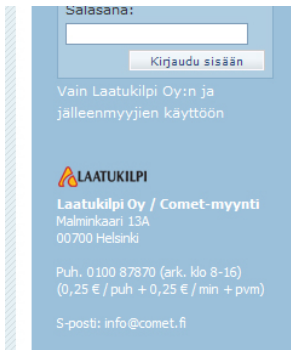 Salasana:
Kirjaudu sisään
Vain Laatukilpi Oy:n ja
jälleenmyyjien käyttöön
LAATUKILPI
Laatukilpi Oy / Comet-myynti
Malminkaari 13A
00700 Helsinki
Puh. 0100 87870 (ark. klo 8-16)
(0,25 € / puh + 0,25 € / min + pvm)
S-posti: info@comet.fi